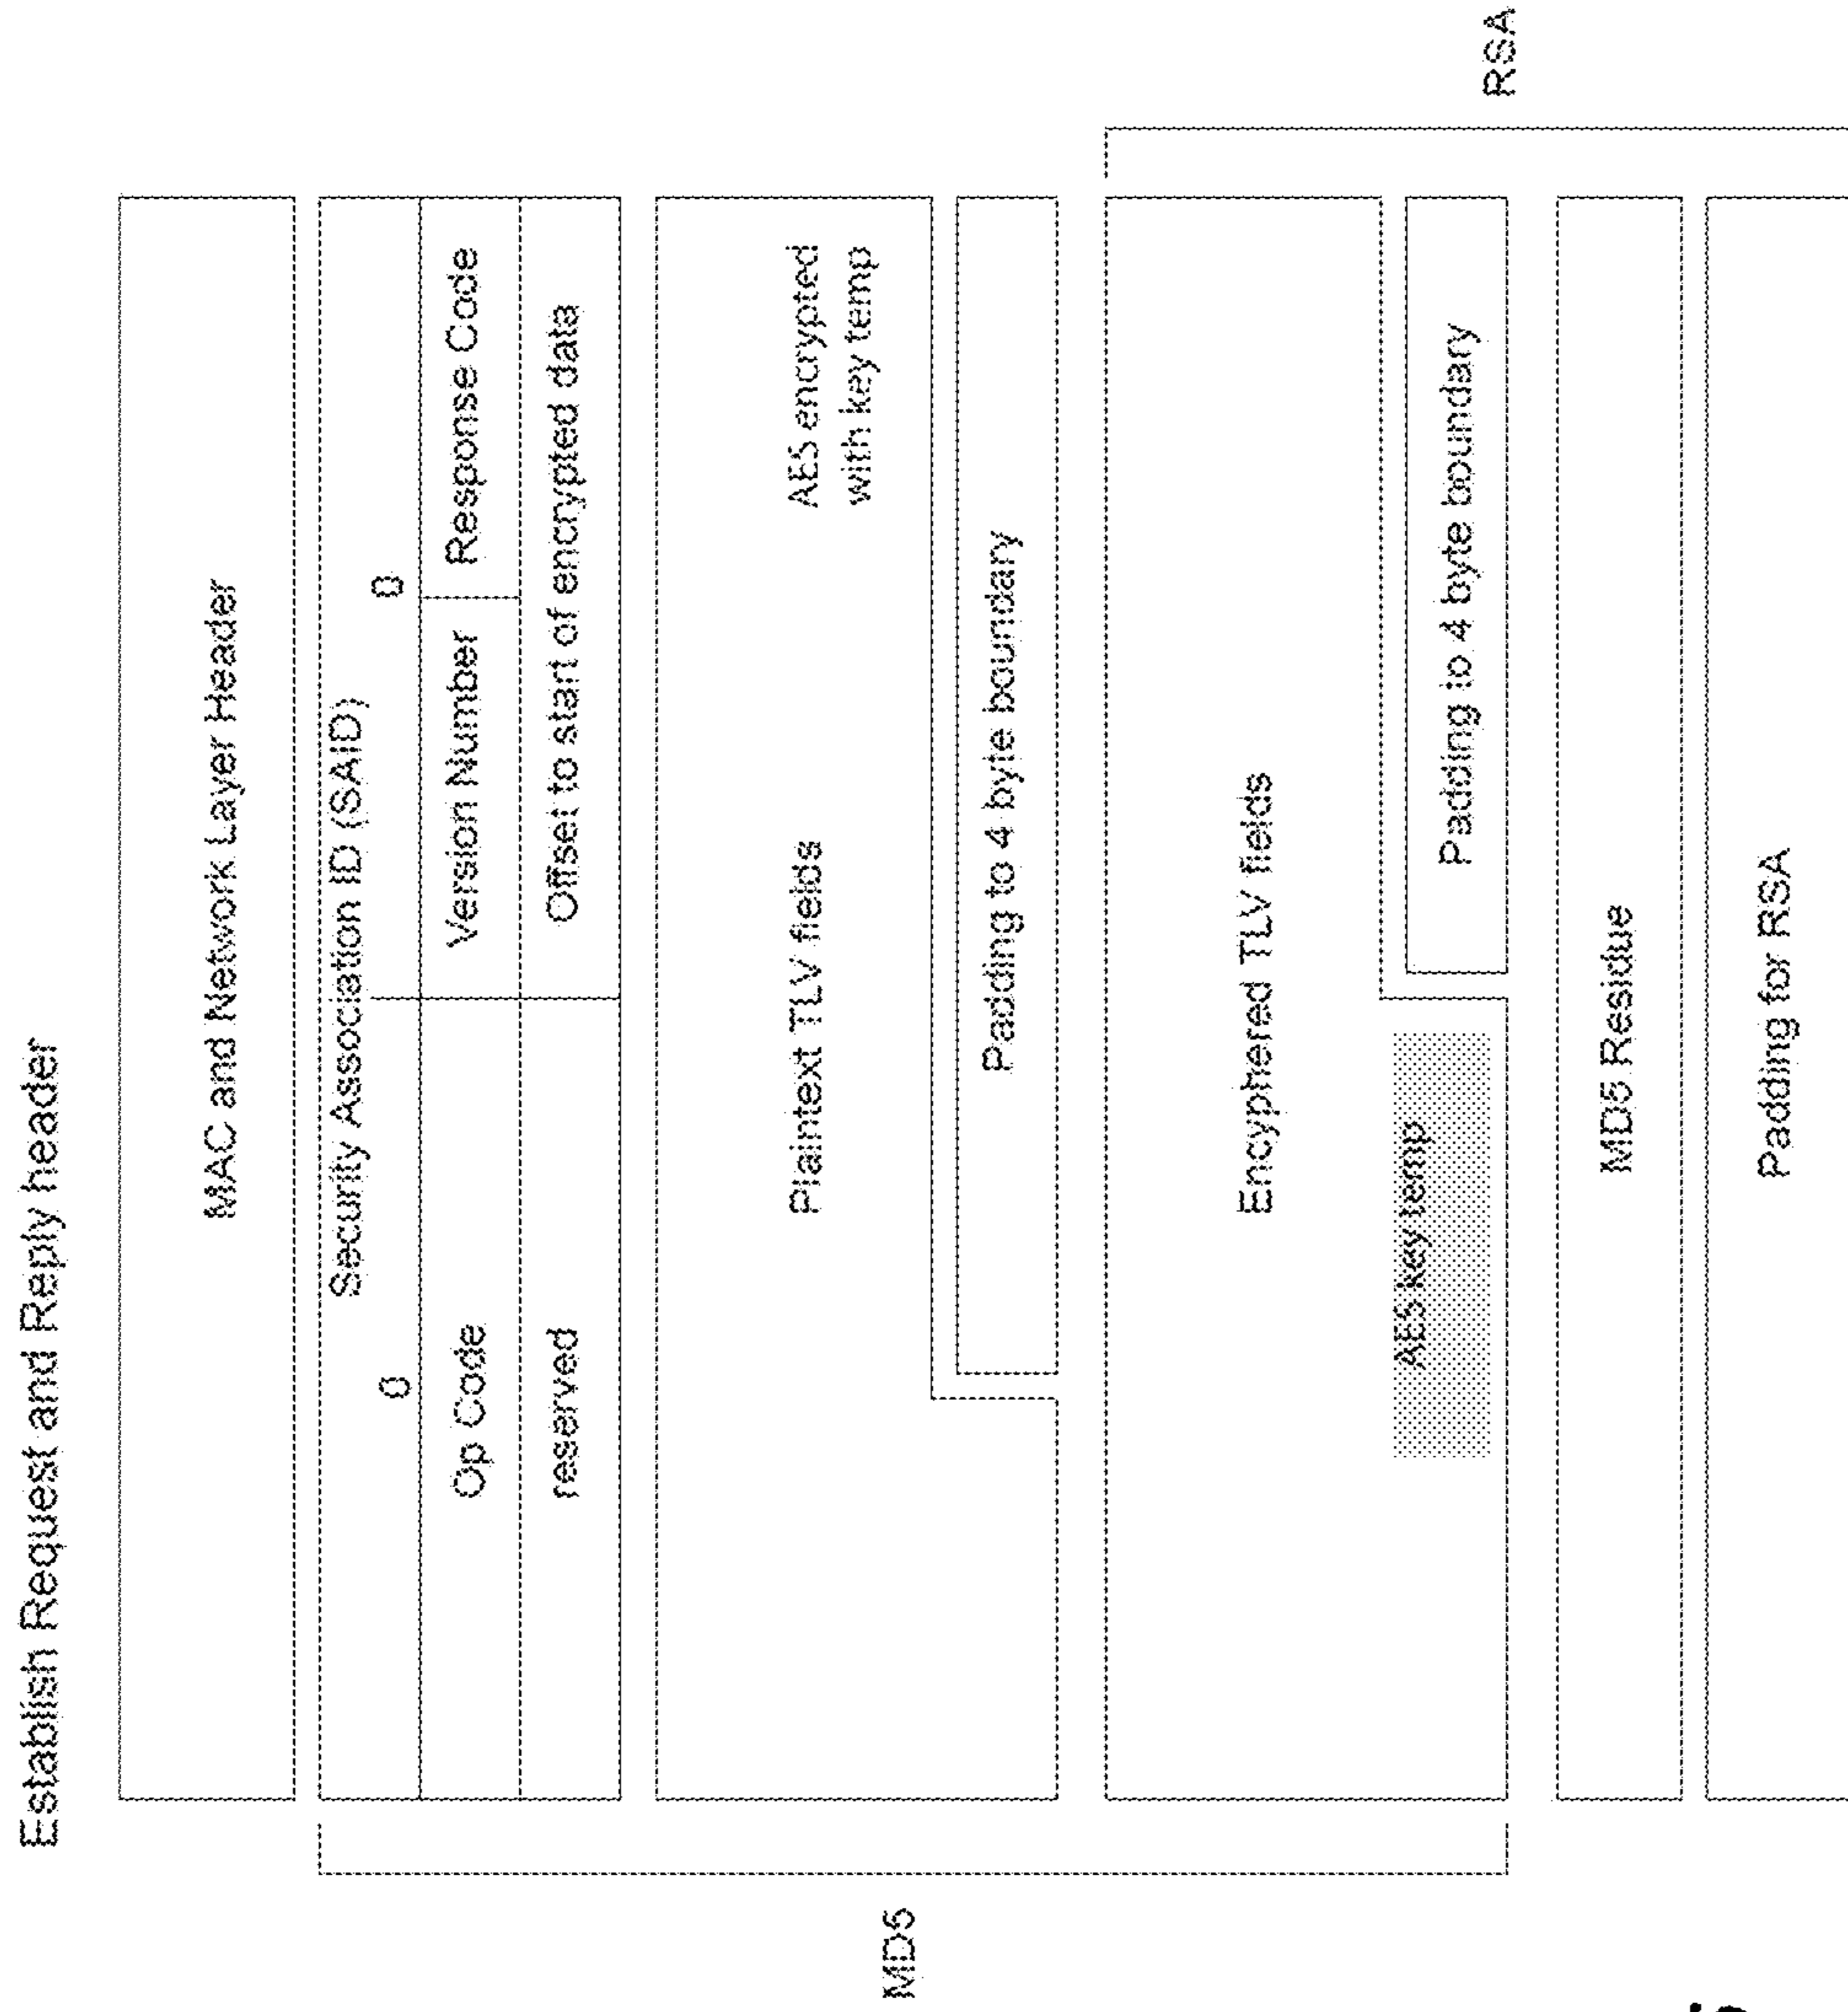 Establish Request and Reply header
MAC and Network Layer Header
Security Association ID (SAID)
0 0
Op Code Version Number Response Code
reserved Offset to start of encrypted data
Plaintext TLV fields
AES encrypted
with key temp
Padding to 4 byte boundary
MD5
Encyphered TLV fields
AES key temp
Padding to 4 byte boundary
RSA
MD5 Residue
Padding for RSA